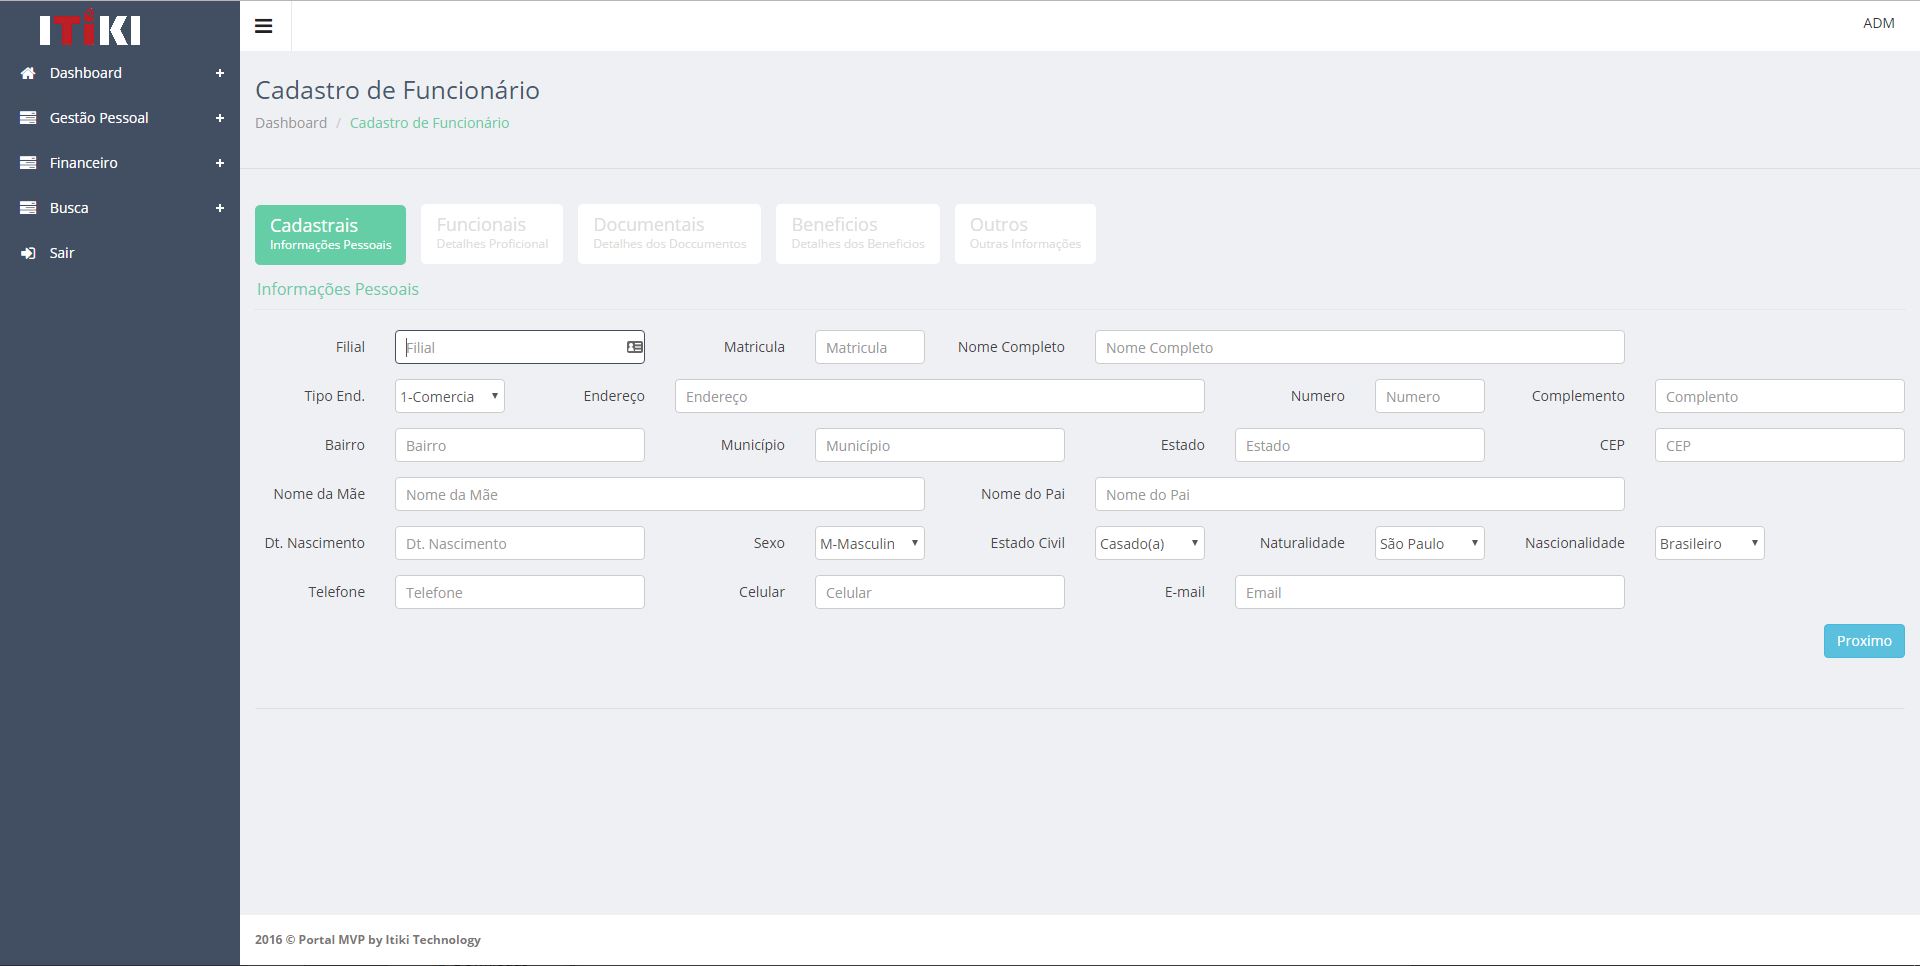 ITiKI
ADM
Dashboard
Gestão Pessoal
Financeiro
Busca
Sair
Cadastro de Funcionário
Dashboard / Cadastro de Funcionário
Cadastrais
Informações Pessoais
Funcionais
Detalhes Proficional
Documentais
Detalhes dos Doccumentos
Beneficios
Detalhes dos Beneficios
Outros
Outras Informações
Informações Pessoais
Filial Filial Matricula Matricula Nome Completo Nome Completo
Tipo End. 1-Comercia Endereço Endereço Numero Numero Complemento Complento
Bairro Bairro Município Município Estado Estado CEP CEP
Nome da Mãe Nome da Mãe Nome do Pai Nome do Pai
Dt. Nascimento Dt. Nascimento Sexo M-Masculin Estado Civil Casado(a) Naturalidade São Paulo Nascionalidade Brasileiro
Telefone Telefone Celular Celular E-mail Email
Proximo
2016 © Portal MVP by Itiki Technology